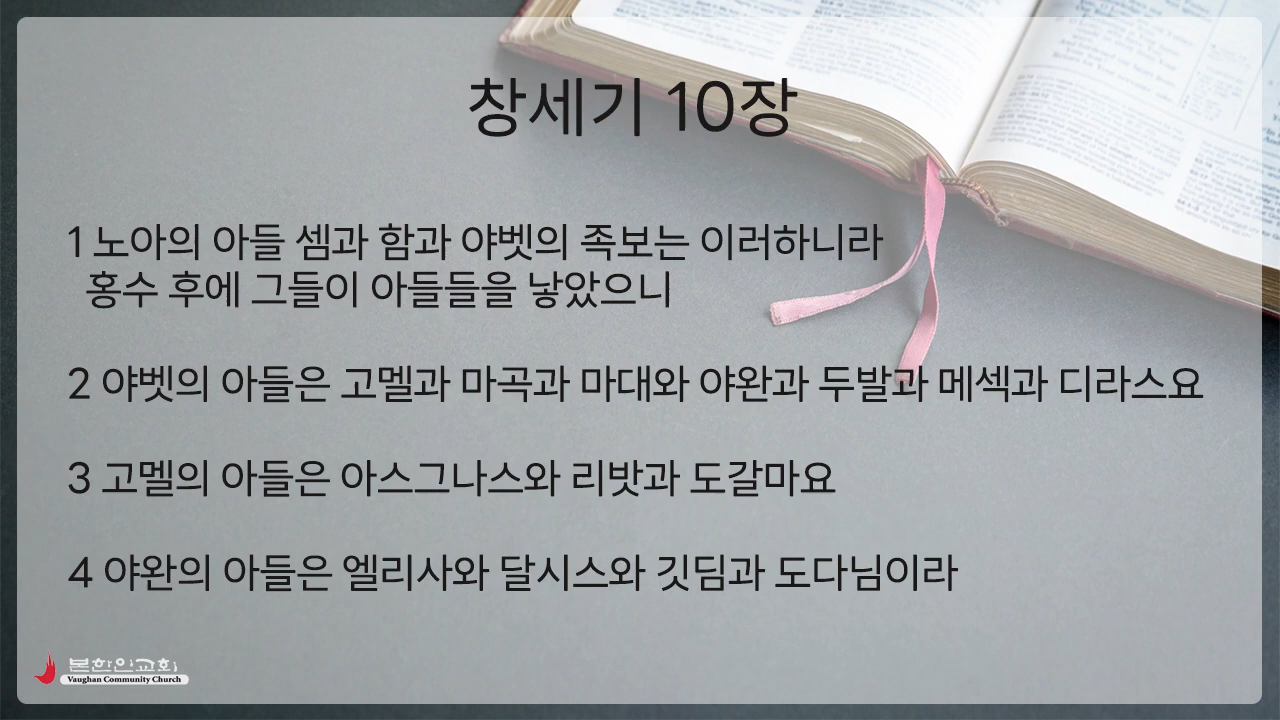 창세기 10장
1 노아의 아들 셈과 함과 야벳의 족보는 이러하니라
홍수 후에 그들이 아들들을 낳았으니
2 야벳의 아들은 고멜과 마곡과 마대와 야완과 두발과 메섹과 디라스요
3 고멜의 아들은 아스그나스와 리밧과 도갈마요
4 야완의 아들은 엘리사와 달시스와 깃딤과 도다님이라
본한인교회
Vaughan Community Church